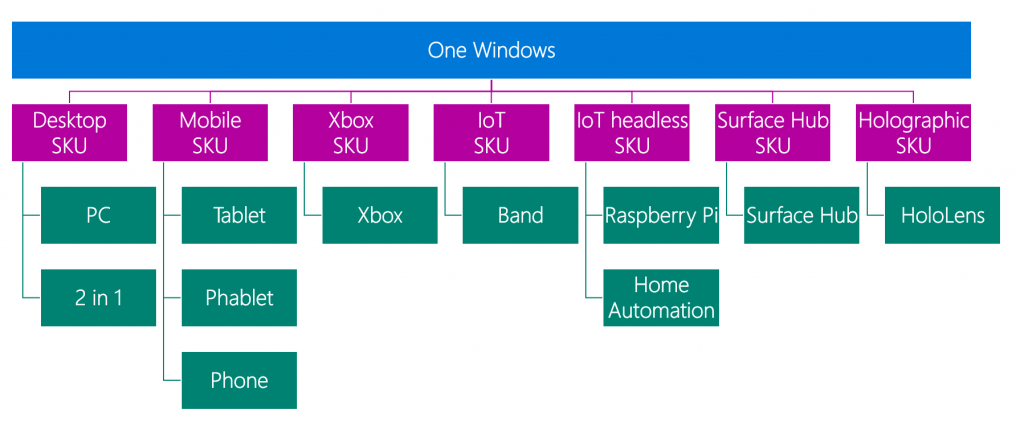 One Windows
Desktop
SKU
Mobile
SKU
Xbox
SKU
IoT
SKU
IoT headless
SKU
Surface Hub
SKU
Holographic
SKU
PC
Tablet
Xbox
Band
Raspberry Pi
Surface Hub
HoloLens
2 in 1
Phablet
Home
Automation
Phone